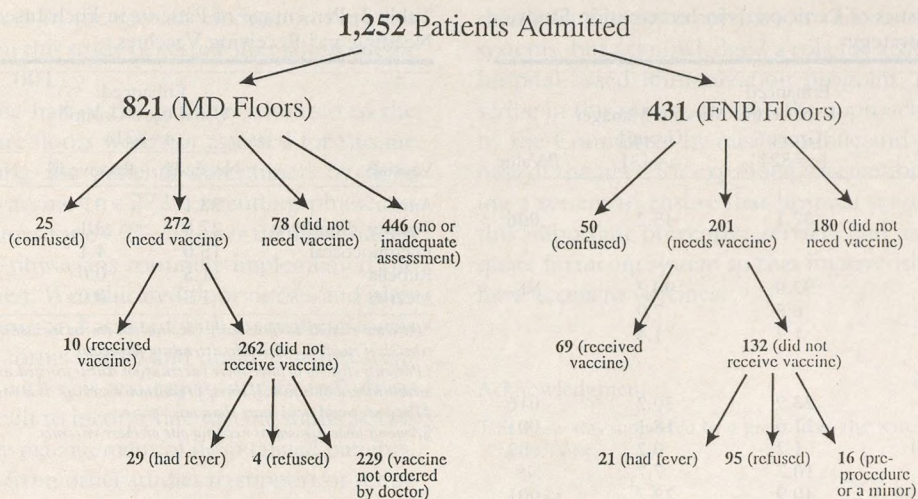 1,252 Patients Admitted
821 (MD Floors)
431 (FNP Floors)
25
(confused)
272
(need vaccine)
78 (did not
need vaccine)
446 (no or
inadequate
assessment)
50
(confused)
201
(needs vaccine)
180 (did not
need vaccine)
10 (received
vaccine)
262 (did not
receive vaccine)
69 (received
vaccine)
132 (did not
receive vaccine)
29 (had fever)
4 (refused)
229 (vaccine
not ordered
by doctor)
21 (had fever)
95 (refused)
16 (pre-
procedure
or a minor)